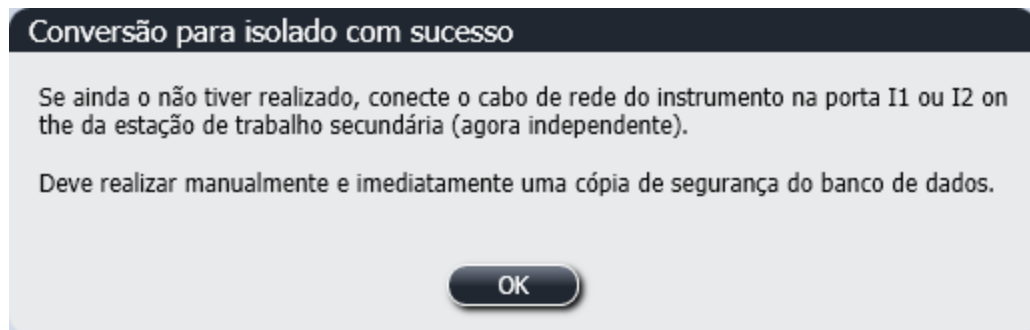 Conversão para isolado com sucesso
Se ainda o não tiver realizado, conecte o cabo de rede do instrumento na porta I1 ou I2 on
the da estação de trabalho secundária (agora independente).
Deve realizar manualmente e imediatamente uma cópia de segurança do banco de dados.
OK